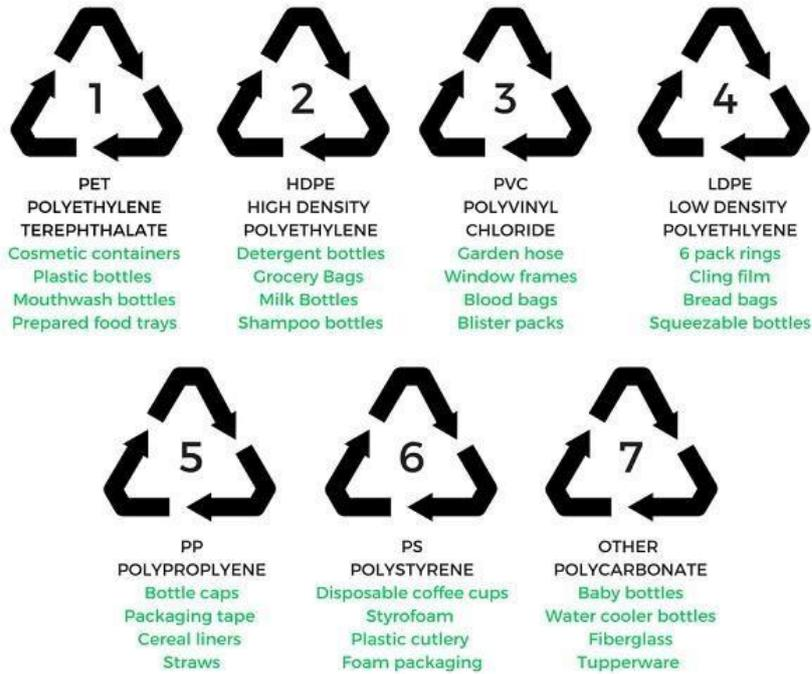 1
PET
POLYETHYLENE
TEREPHTHALATE
Cosmetic containers
Plastic bottles
Mouthwash bottles
Prepared food trays
2
HDPE
HIGH DENSITY
POLYETHYLENE
Detergent bottles
Grocery Bags
Milk Bottles
Shampoo bottles
3
PVC
POLYVINYL
CHLORIDE
Garden hose
Window frames
Blood bags
Blister packs
4
LDPE
LOW DENSITY
POLYETHLYENE
6 pack rings
Cling film
Bread bags
Squeezable bottles
5
PP
POLYPROPLYENE
Bottle caps
Packaging tape
Cereal liners
Straws
6
PS
POLYSTYRENE
Disposable coffee cups
Styrofoam
Plastic cutlery
Foam packaging
7
OTHER
POLYCARBONATE
Baby bottles
Water cooler bottles
Fiberglass
Tupperware